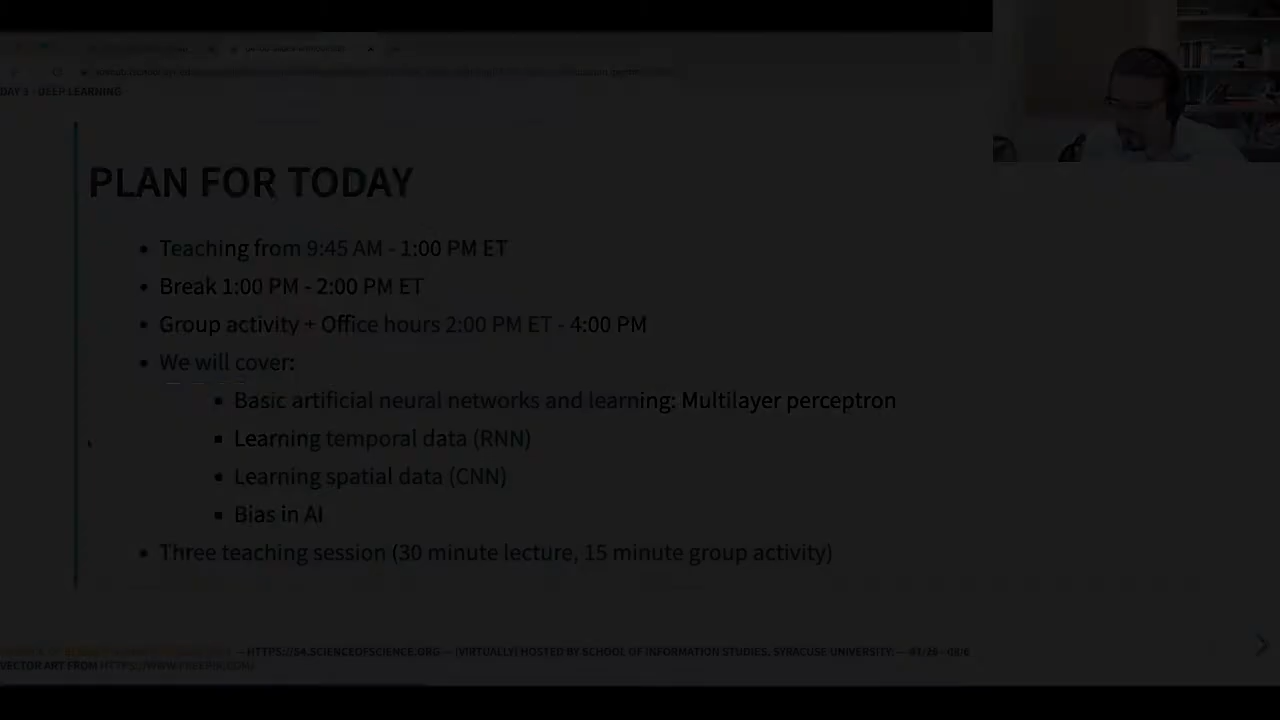 DAY 3 - DEEP LEARNING
PLAN FOR TODAY
• Teaching from 9:45 AM - 1:00 PM ET
• Break 1:00 PM - 2:00 PM ET
• Group activity + Office hours 2:00 PM ET - 4:00 PM
• We will cover:
▪ Basic artificial neural networks and learning: Multilayer perceptron
▪ Learning temporal data (RNN)
▪ Learning spatial data (CNN)
▪ Bias in AI
• Three teaching session (30 minute lecture, 15 minute group activity)
— HTTPS://S4.SCIENCEOFSCIENCE.ORG — (VIRTUALLY) HOSTED BY SCHOOL OF INFORMATION STUDIES, SYRACUSE UNIVERSITY: —
VECTOR ART FROM HTTPS://WWW.FREEPIK.COM/